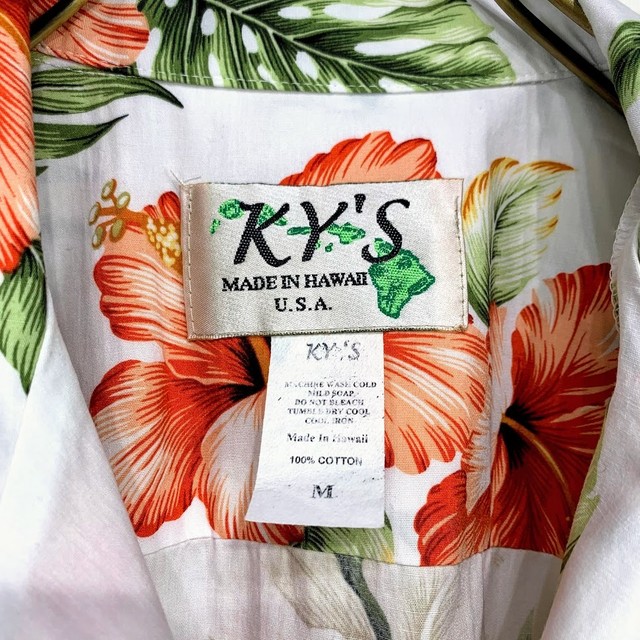 KY'S
MADE IN HAWAII
U.S.A.
KY'S
MACHINE WASH COLD
MILD SOAP
DO NOT BLEACH
TUMBLE DRY COOL
COOL IRON
Made In Hawaii
100% COTTON
M